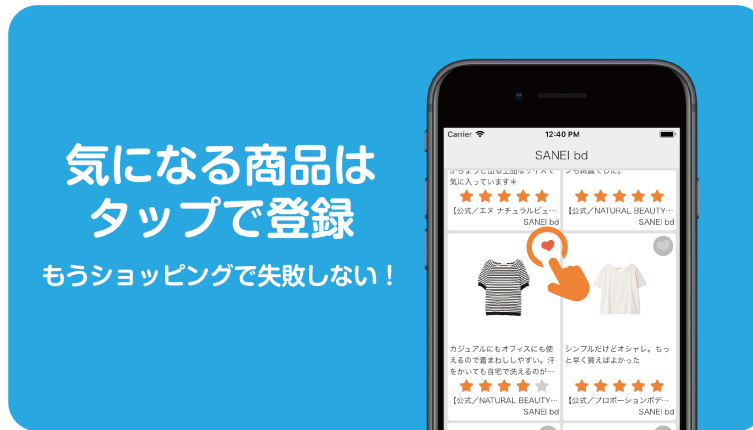 気になる商品は
タップで登録
もうショッピングで失敗しない！
Carrier 12:40 PM
SANEI bd
気に入っています＊
【公式／エヌ ナチュラルビュ…
SANEI bd
【公式／NATURAL BEAUTY…
SANEI bd
カジュアルにもオフィスにも使
えるので着まわししやすい。汗
をかいても自宅で洗えるのが…
【公式／NATURAL BEAUTY…
SANEI bd
シンプルだけどオシャレ。もっ
と早く買えばよかった
【公式／プロポーションボデ…
SANEI bd